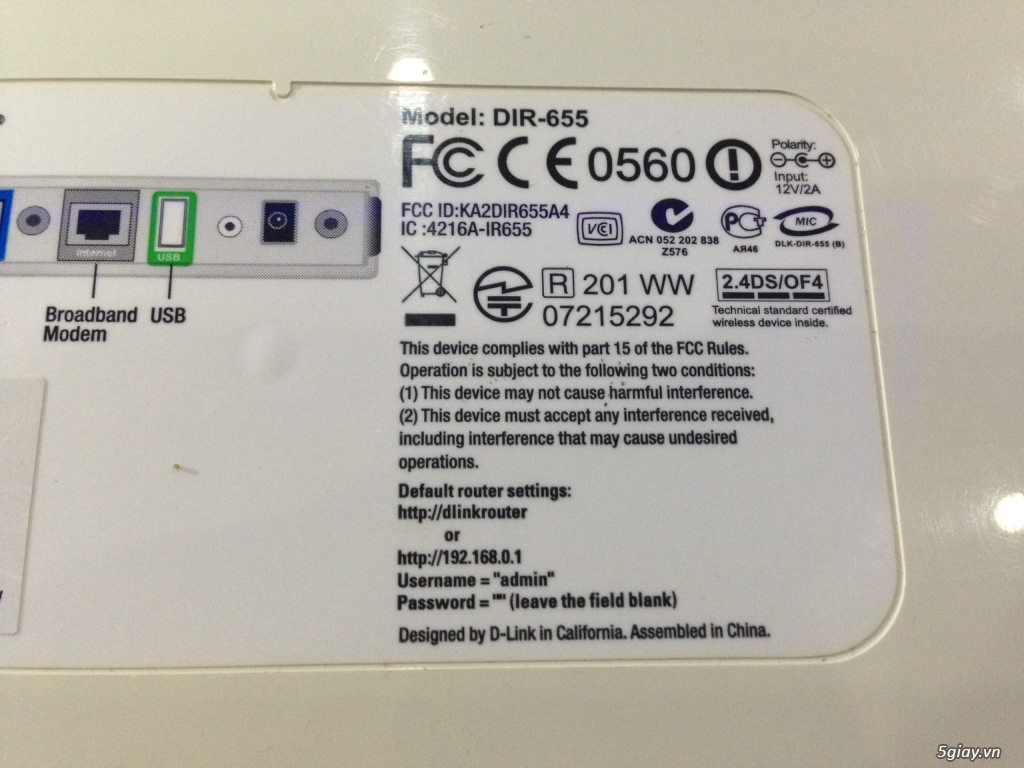 Model: DIR-655
FCC CE 0560
Polarity:
Input:
12V/2A
FCC ID:KA2DIR655A4
IC :4216A-IR655
VCI
ACN 052 202 838
Z576
PC
АЯ46
MIC
DLK-DIR-655 (B)
R 201 WW
07215292
2.4DS/OF4
Technical standard certified
wireless device inside.
Internet
USB
Broadband
Modem
USB
This device complies with part 15 of the FCC Rules.
Operation is subject to the following two conditions:
(1) This device may not cause harmful interference.
(2) This device must accept any interference received,
including interference that may cause undesired
operations.
Default router settings:
http://dlinkrouter
or
http://192.168.0.1
Username = "admin"
Password = "" (leave the field blank)
Designed by D-Link in California. Assembled in China.
5giay.vn